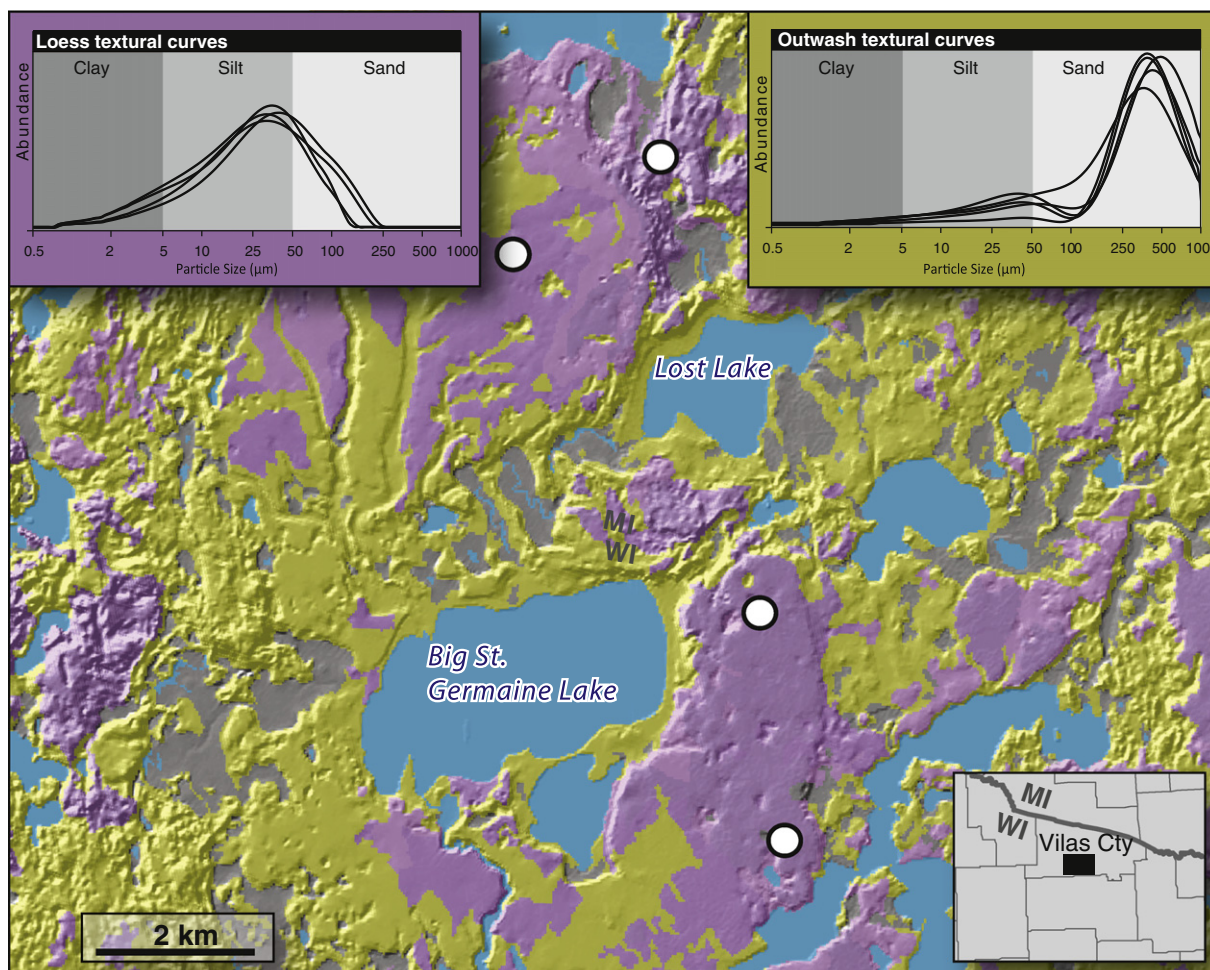 Loess textural curves
Clay Silt Sand
Abundance
0.5 2 5 10 25 50 100 250 500 1000
Particle Size (µm)
Outwash textural curves
Clay Silt Sand
Abundance
0.5 2 5 10 25 50 100 250 500 1000
Particle Size (µm)
Lost Lake
MI
WI
Big St.
Germaine Lake
MI
WI
Vilas Cty
2 km